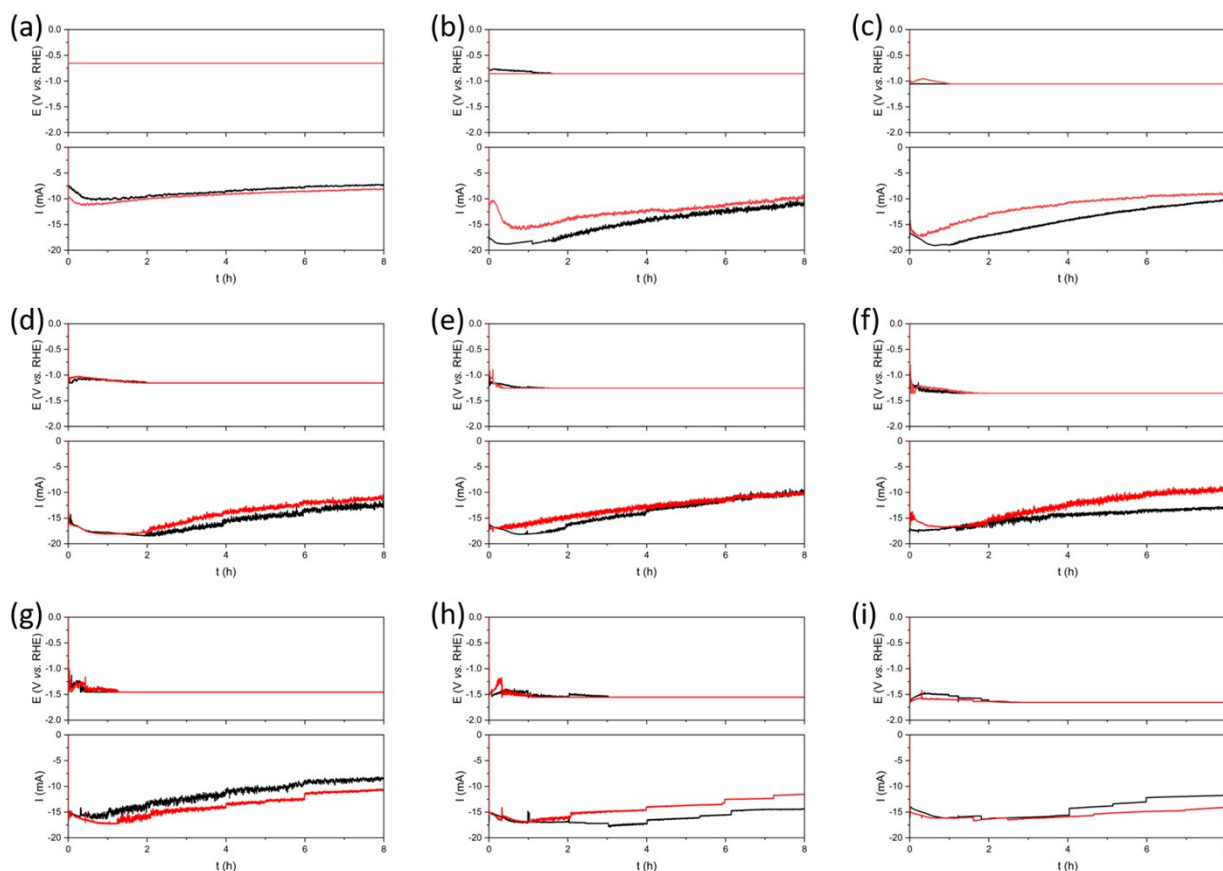 (a)
0.0
-0.5
-1.0
-1.5
-2.0
E (V vs. RHE)
0
-5
-10
-15
-20
I (mA)
0 2 4 6 8
t (h)
(b)
0.0
-0.5
-1.0
-1.5
-2.0
E (V vs. RHE)
0
-5
-10
-15
-20
I (mA)
0 2 4 6 8
t (h)
(c)
0.0
-0.5
-1.0
-1.5
-2.0
E (V vs. RHE)
0
-5
-10
-15
-20
I (mA)
0 2 4 6
t (h)
(d)
0.0
-0.5
-1.0
-1.5
-2.0
E (V vs. RHE)
0
-5
-10
-15
-20
I (mA)
0 2 4 6 8
t (h)
(e)
0.0
-0.5
-1.0
-1.5
-2.0
E (V vs. RHE)
0
-5
-10
-15
-20
I (mA)
0 2 4 6 8
t (h)
(f)
0.0
-0.5
-1.0
-1.5
-2.0
E (V vs. RHE)
0
-5
-10
-15
-20
I (mA)
0 2 4 6
t (h)
(g)
0.0
-0.5
-1.0
-1.5
-2.0
E (V vs. RHE)
0
-5
-10
-15
-20
I (mA)
0 2 4 6 8
t (h)
(h)
0.0
-0.5
-1.0
-1.5
-2.0
E (V vs. RHE)
0
-5
-10
-15
-20
I (mA)
0 2 4 6 8
t (h)
(i)
0.0
-0.5
-1.0
-1.5
-2.0
E (V vs. RHE)
0
-5
-10
-15
-20
I (mA)
0 2 4 6
t (h)